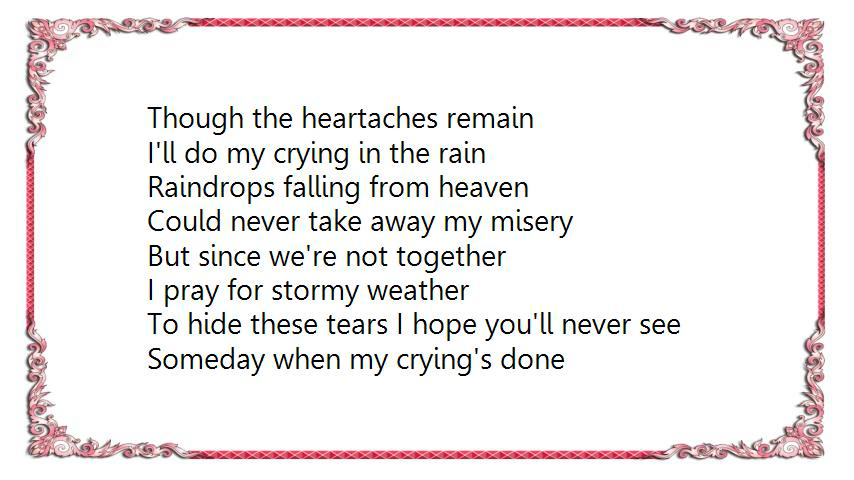 Though the heartaches remain
I'll do my crying in the rain
Raindrops falling from heaven
Could never take away my misery
But since we're not together
I pray for stormy weather
To hide these tears I hope you'll never see
Someday when my crying's done